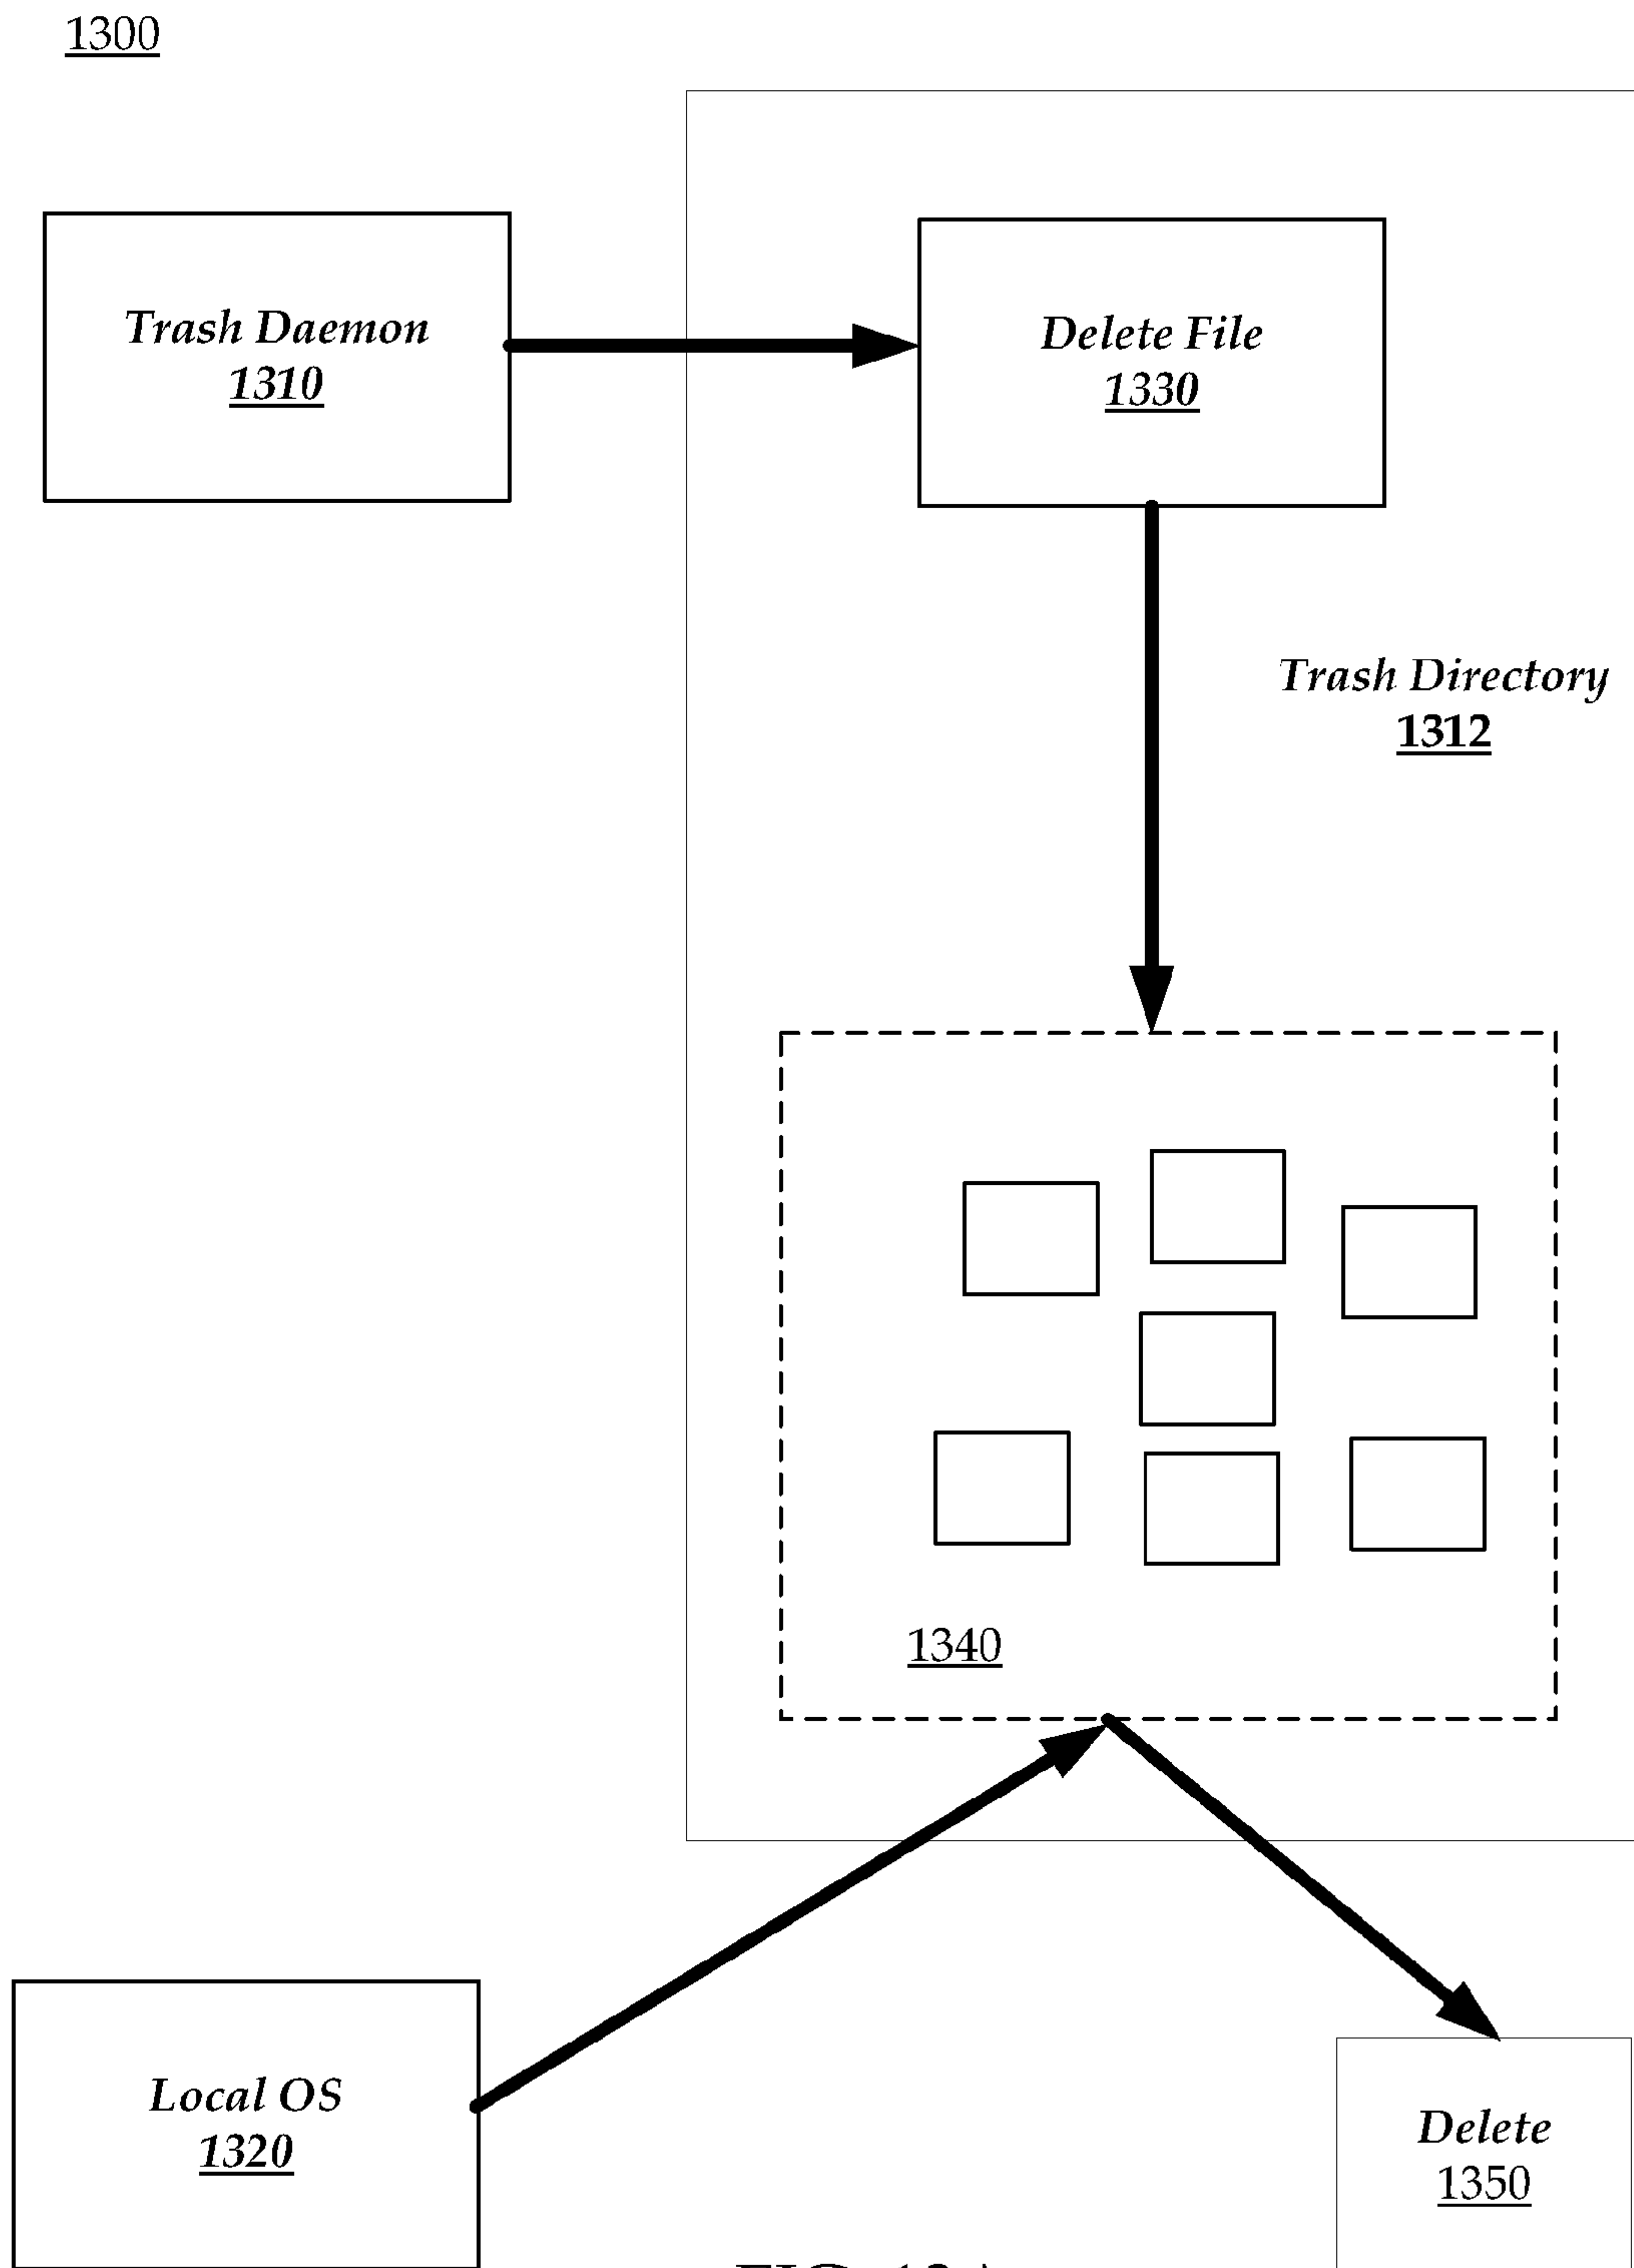 1300
Trash Daemon
1310
Delete File
1330
Trash Directory
1312
1340
Local OS
1320
Delete
1350